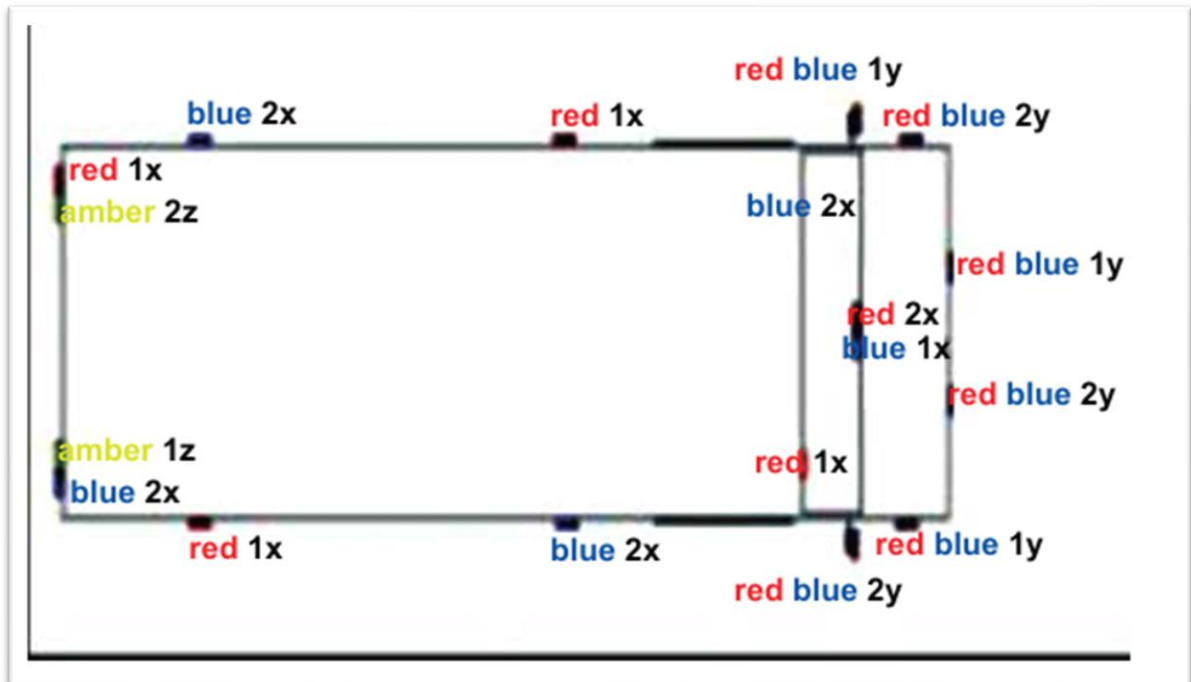 red blue 1y
blue 2x
red 1x
red blue 2y
red 1x
amber 2z
blue 2x
red blue 1y
red 2x
blue 1x
red blue 2y
amber 1z
red 1x
blue 2x
red 1x
blue 2x
red blue 1y
red blue 2y